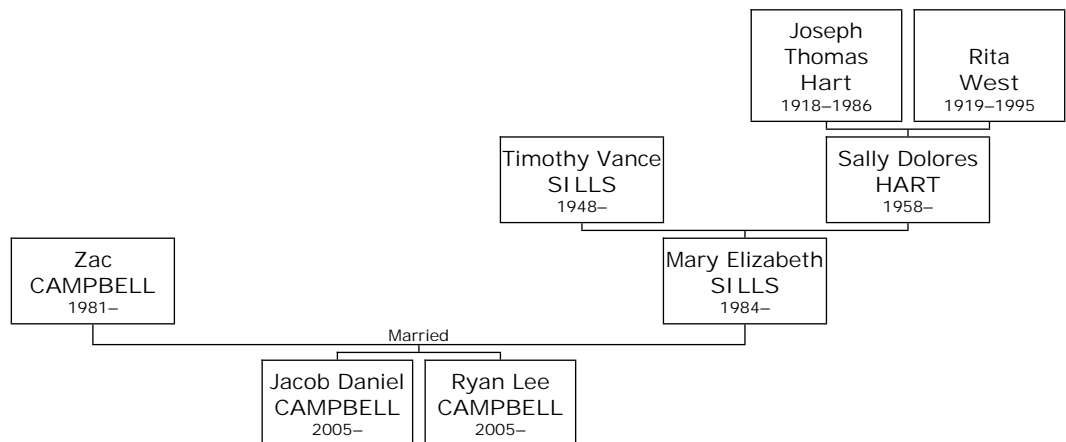 Joseph
Thomas
Hart
1918–1986
Rita
West
1919–1995
Timothy Vance
SILLS
1948–
Sally Dolores
HART
1958–
Zac
CAMPBELL
1981–
Mary Elizabeth
SILLS
1984–
Married
Jacob Daniel
CAMPBELL
2005–
Ryan Lee
CAMPBELL
2005–